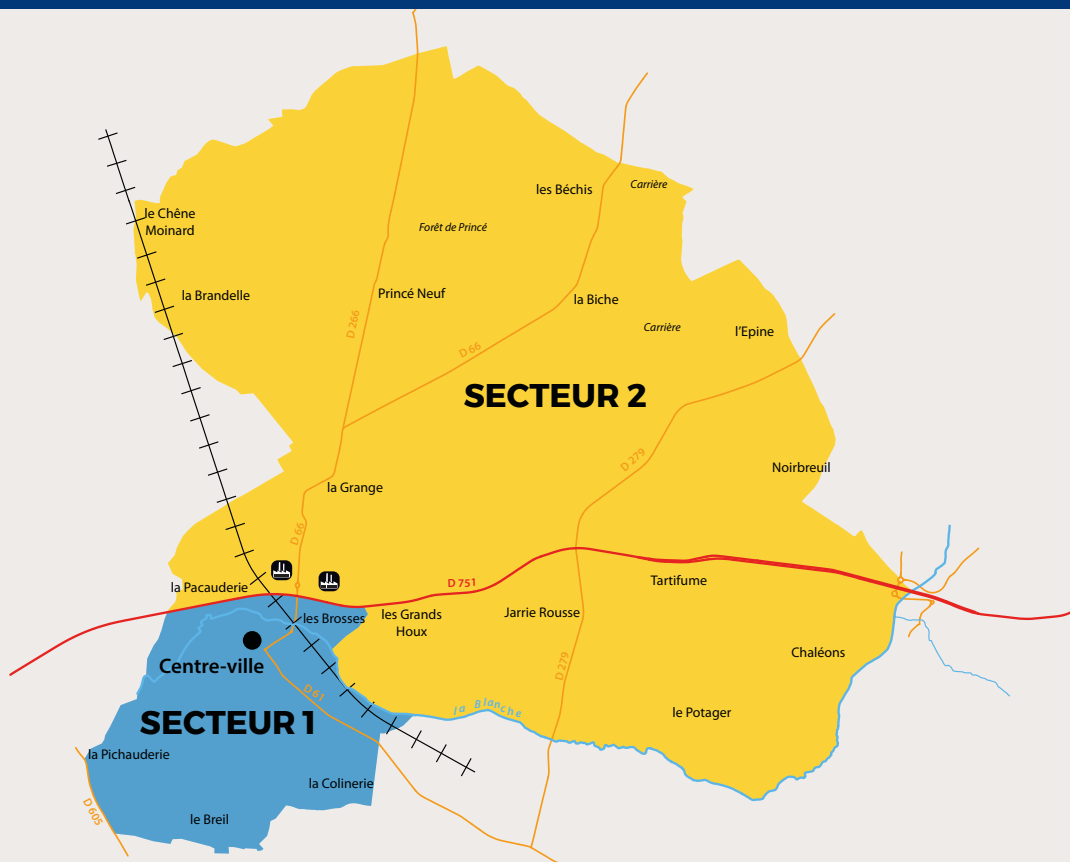 les Béchis
Carrière
le Chêne
Moinard
Forêt de Princé
la Brandelle
Princé Neuf
la Biche
D 266
Carrière
l'Epine
D 66
SECTEUR 2
D 279
Noirbreuil
la Grange
D 66
la Pacauderie
D 751
Tartifume
les Brosses
les Grands
Houx
Jarrie Rousse
Centre-ville
Chaléons
D 279
D 61
la Blanche
le Potager
SECTEUR 1
la Pichauderie
la Colinerie
D 605
le Breil